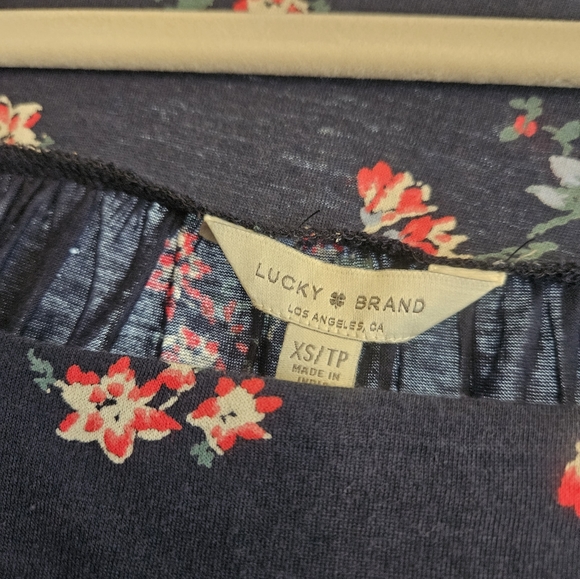 LUCKY BRAND
LOS ANGELES, CA
XS/TP
MADE IN
INDIA